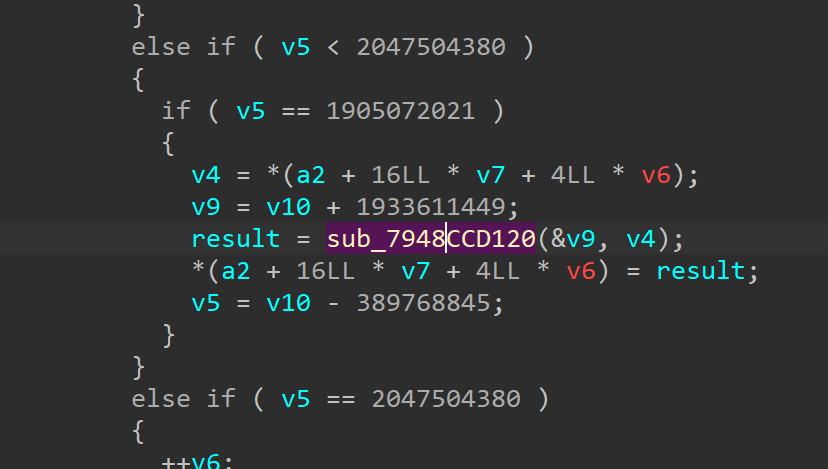 }
else if ( v5 < 2047504380 )
{
if ( v5 == 1905072021 )
{
v4 = *(a2 + 16LL * v7 + 4LL * v6);
v9 = v10 + 1933611449;
result = sub_7948CCD120(&v9, v4);
*(a2 + 16LL * v7 + 4LL * v6) = result;
v5 = v10 - 389768845;
}
}
else if ( v5 == 2047504380 )
{
++v6;